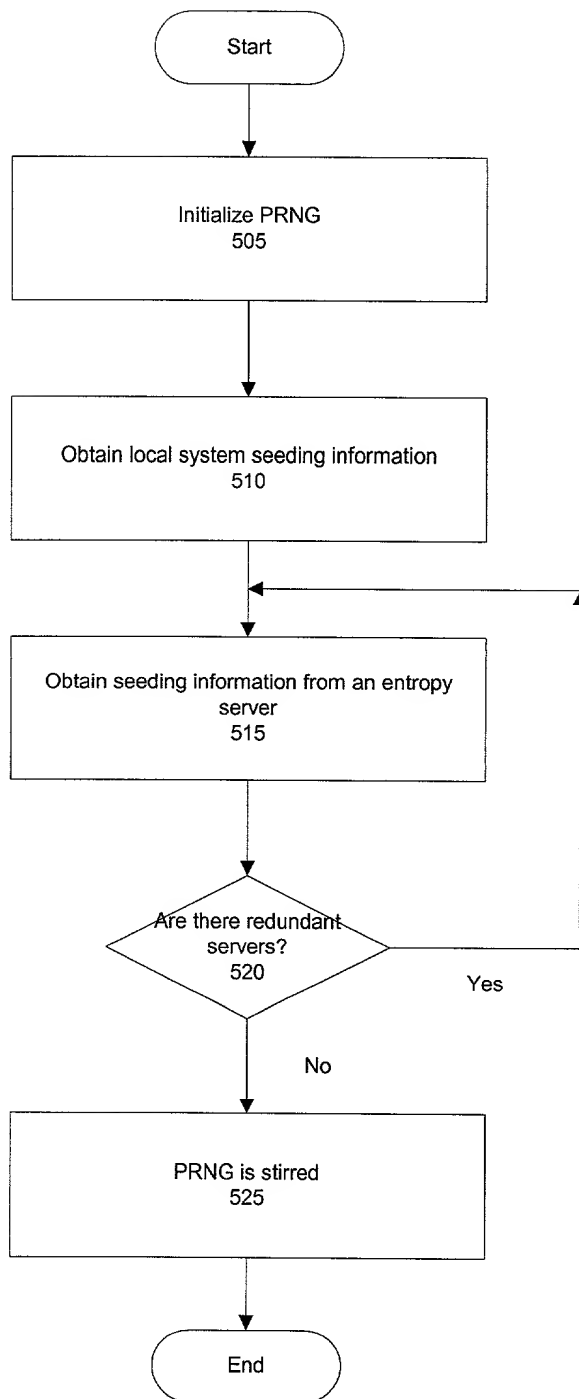 Start
Initialize PRNG
505
Obtain local system seeding information
510
Obtain seeding information from an entropy
server
515
Are there redundant
servers?
520
Yes
No
PRNG is stirred
525
End